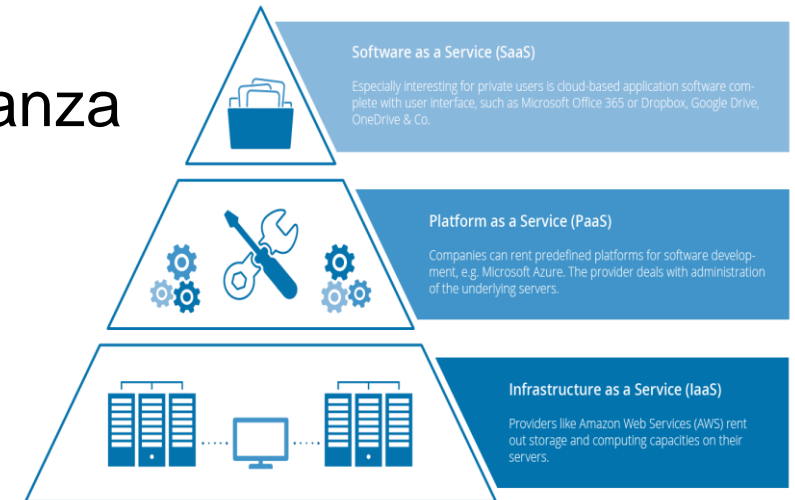 anza
Software as a Service (SaaS)
Especially interesting for private users is cloud-based application software com-
plete with user interface, such as Microsoft Office 365 or Dropbox, Google Drive,
OneDrive & Co.
Platform as a Service (PaaS)
Companies can rent predefined platforms for software develop-
ment, e.g. Microsoft Azure. The provider deals with administration
of the underlying servers.
Infrastructure as a Service (IaaS)
Providers like Amazon Web Services (AWS) rent
out storage and computing capacities on their
servers.